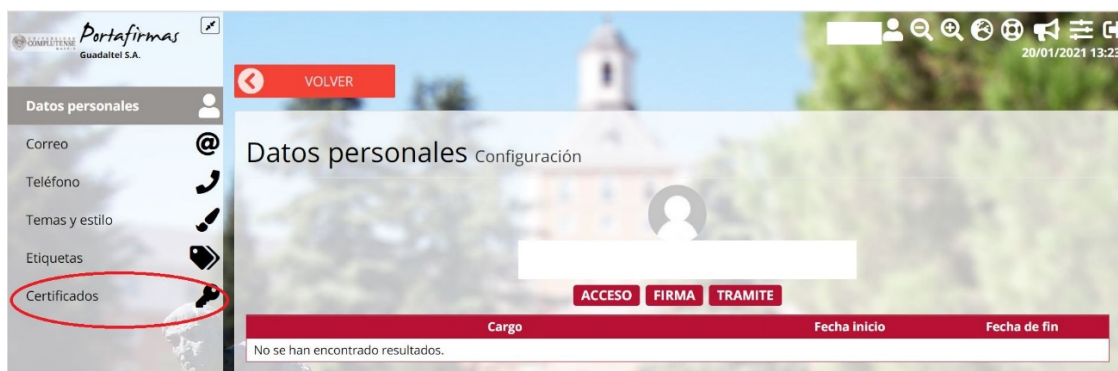 COMPLUTENSE
Portafirmas
Guadaltel S.A.
20/01/2021 13:23
VOLVER
Datos personales
Correo
Teléfono
Temas y estilo
Etiquetas
Certificados
Datos personales Configuración
ACCESO FIRMA TRAMITE
Cargo Fecha inicio Fecha de fin
No se han encontrado resultados.